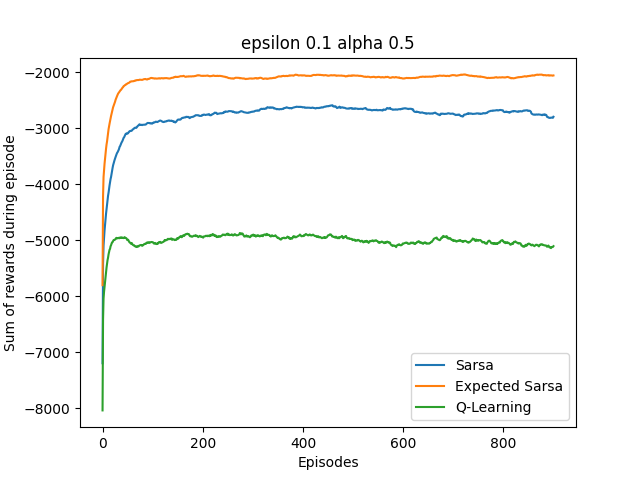 epsilon 0.1 alpha 0.5
Sum of rewards during episode
−2000
−3000
−4000
−5000
−6000
−7000
−8000
0
200
400
600
800
Episodes
Sarsa
Expected Sarsa
Q-Learning